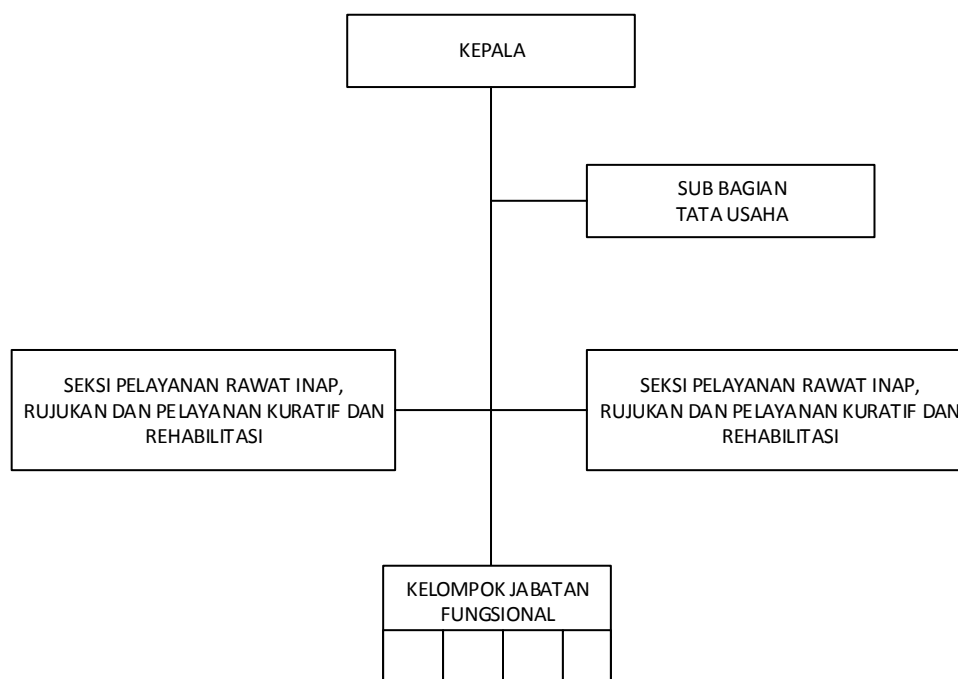 KEPALA
SUB BAGIAN
TATA USAHA
SEKSI PELAYANAN RAWAT INAP,
RUJUKAN DAN PELAYANAN KURATIF DAN
REHABILITASI
SEKSI PELAYANAN RAWAT INAP,
RUJUKAN DAN PELAYANAN KURATIF DAN
REHABILITASI
KELOMPOK JABATAN
FUNGSIONAL